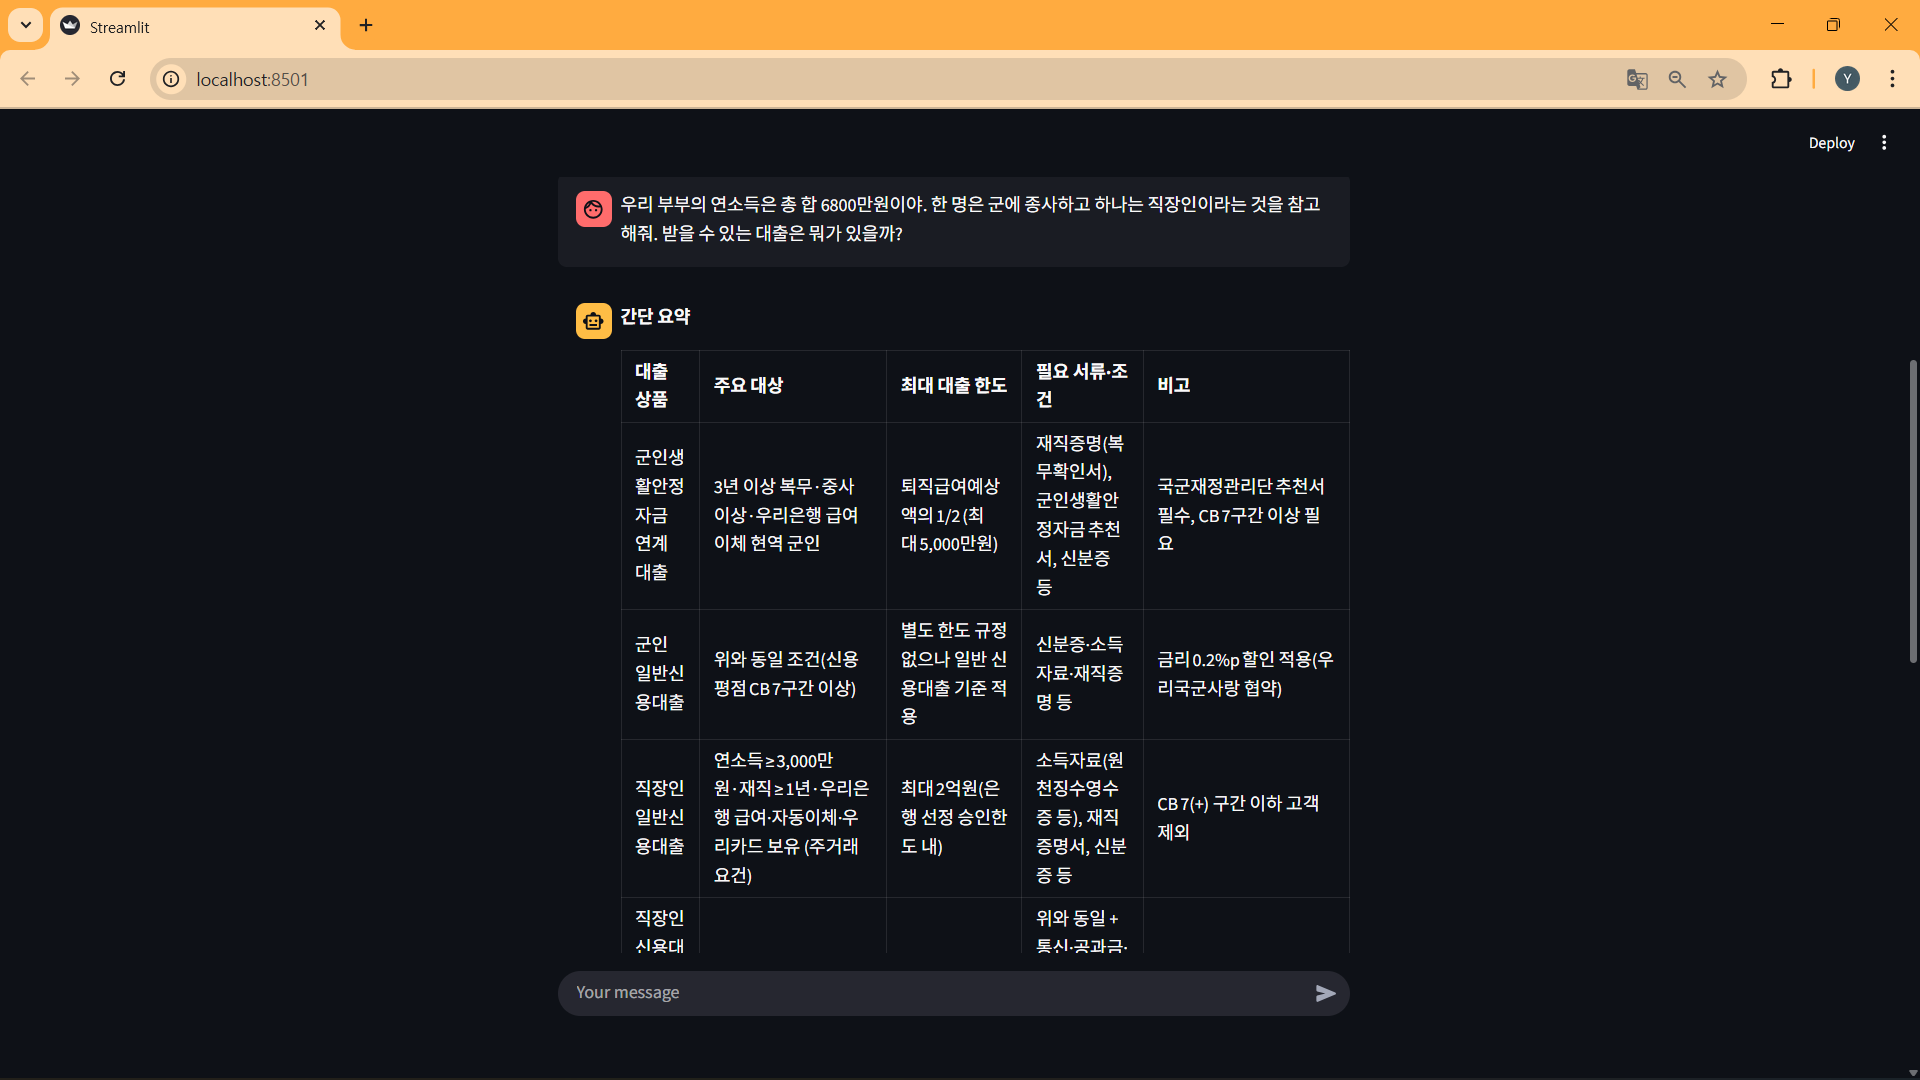 Streamlit
localhost:8501
Y
Deploy
우리 부부의 연소득은 총 합 6800만원이야. 한 명은 군에 종사하고 하나는 직장인이라는 것을 참고
해줘. 받을 수 있는 대출은 뭐가 있을까?
간단 요약
대출
상품
주요 대상
최대 대출 한도
필요 서류·조
건
비고
군인생
활안정
자금
연계
대출
3년 이상 복무·중사
이상·우리은행 급여
이체 현역 군인
퇴직급여예상
액의 1/2 (최
대 5,000만원)
재직증명(복
무확인서),
군인생활안
정자금 추천
서, 신분증
등
국군재정관리단 추천서
필수, CB 7구간 이상 필
요
군인
일반신
용대출
위와 동일 조건(신용
평점 CB 7구간 이상)
별도 한도 규정
없으나 일반 신
용대출 기준 적
용
신분증·소득
자료·재직증
명 등
금리 0.2%p 할인 적용(우
리국군사랑 협약)
직장인
일반신
용대출
연소득 ≥ 3,000만
원·재직 ≥ 1년·우리은
행 급여·자동이체·우
리카드 보유 (주거래
요건)
최대 2억원(은
행 선정 승인한
도 내)
소득자료(원
천징수영수
증 등), 재직
증명서, 신분
증 등
CB 7(+) 구간 이하 고객
제외
직장인
신용대
위와 동일 +
통신·공과금·
Your message